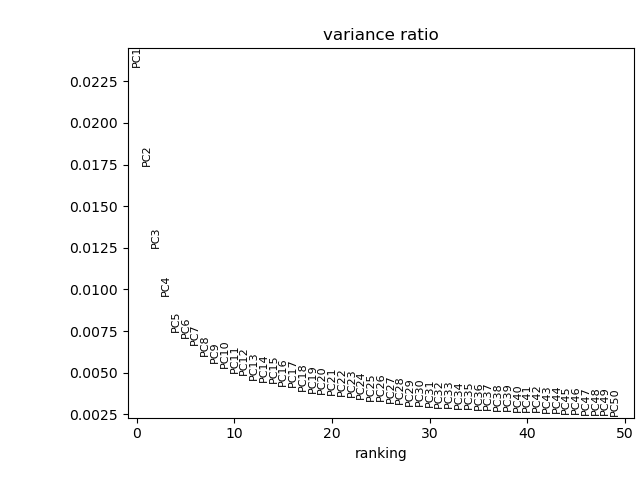 variance ratio
0.0225
0.0200
0.0175
0.0150
0.0125
0.0100
0.0075
0.0050
0.0025
PC1
PC2
PC3
PC4
PC5
PC6
PC7
PC8
PC9
PC10
PC11
PC12
PC13
PC14
PC15
PC16
PC17
PC18
PC19
PC20
PC21
PC22
PC23
PC24
PC25
PC26
PC27
PC28
PC29
PC30
PC31
PC32
PC33
PC34
PC35
PC36
PC37
PC38
PC39
PC40
PC41
PC42
PC43
PC44
PC45
PC46
PC47
PC48
PC49
PC50
0 10 20 30 40 50
ranking